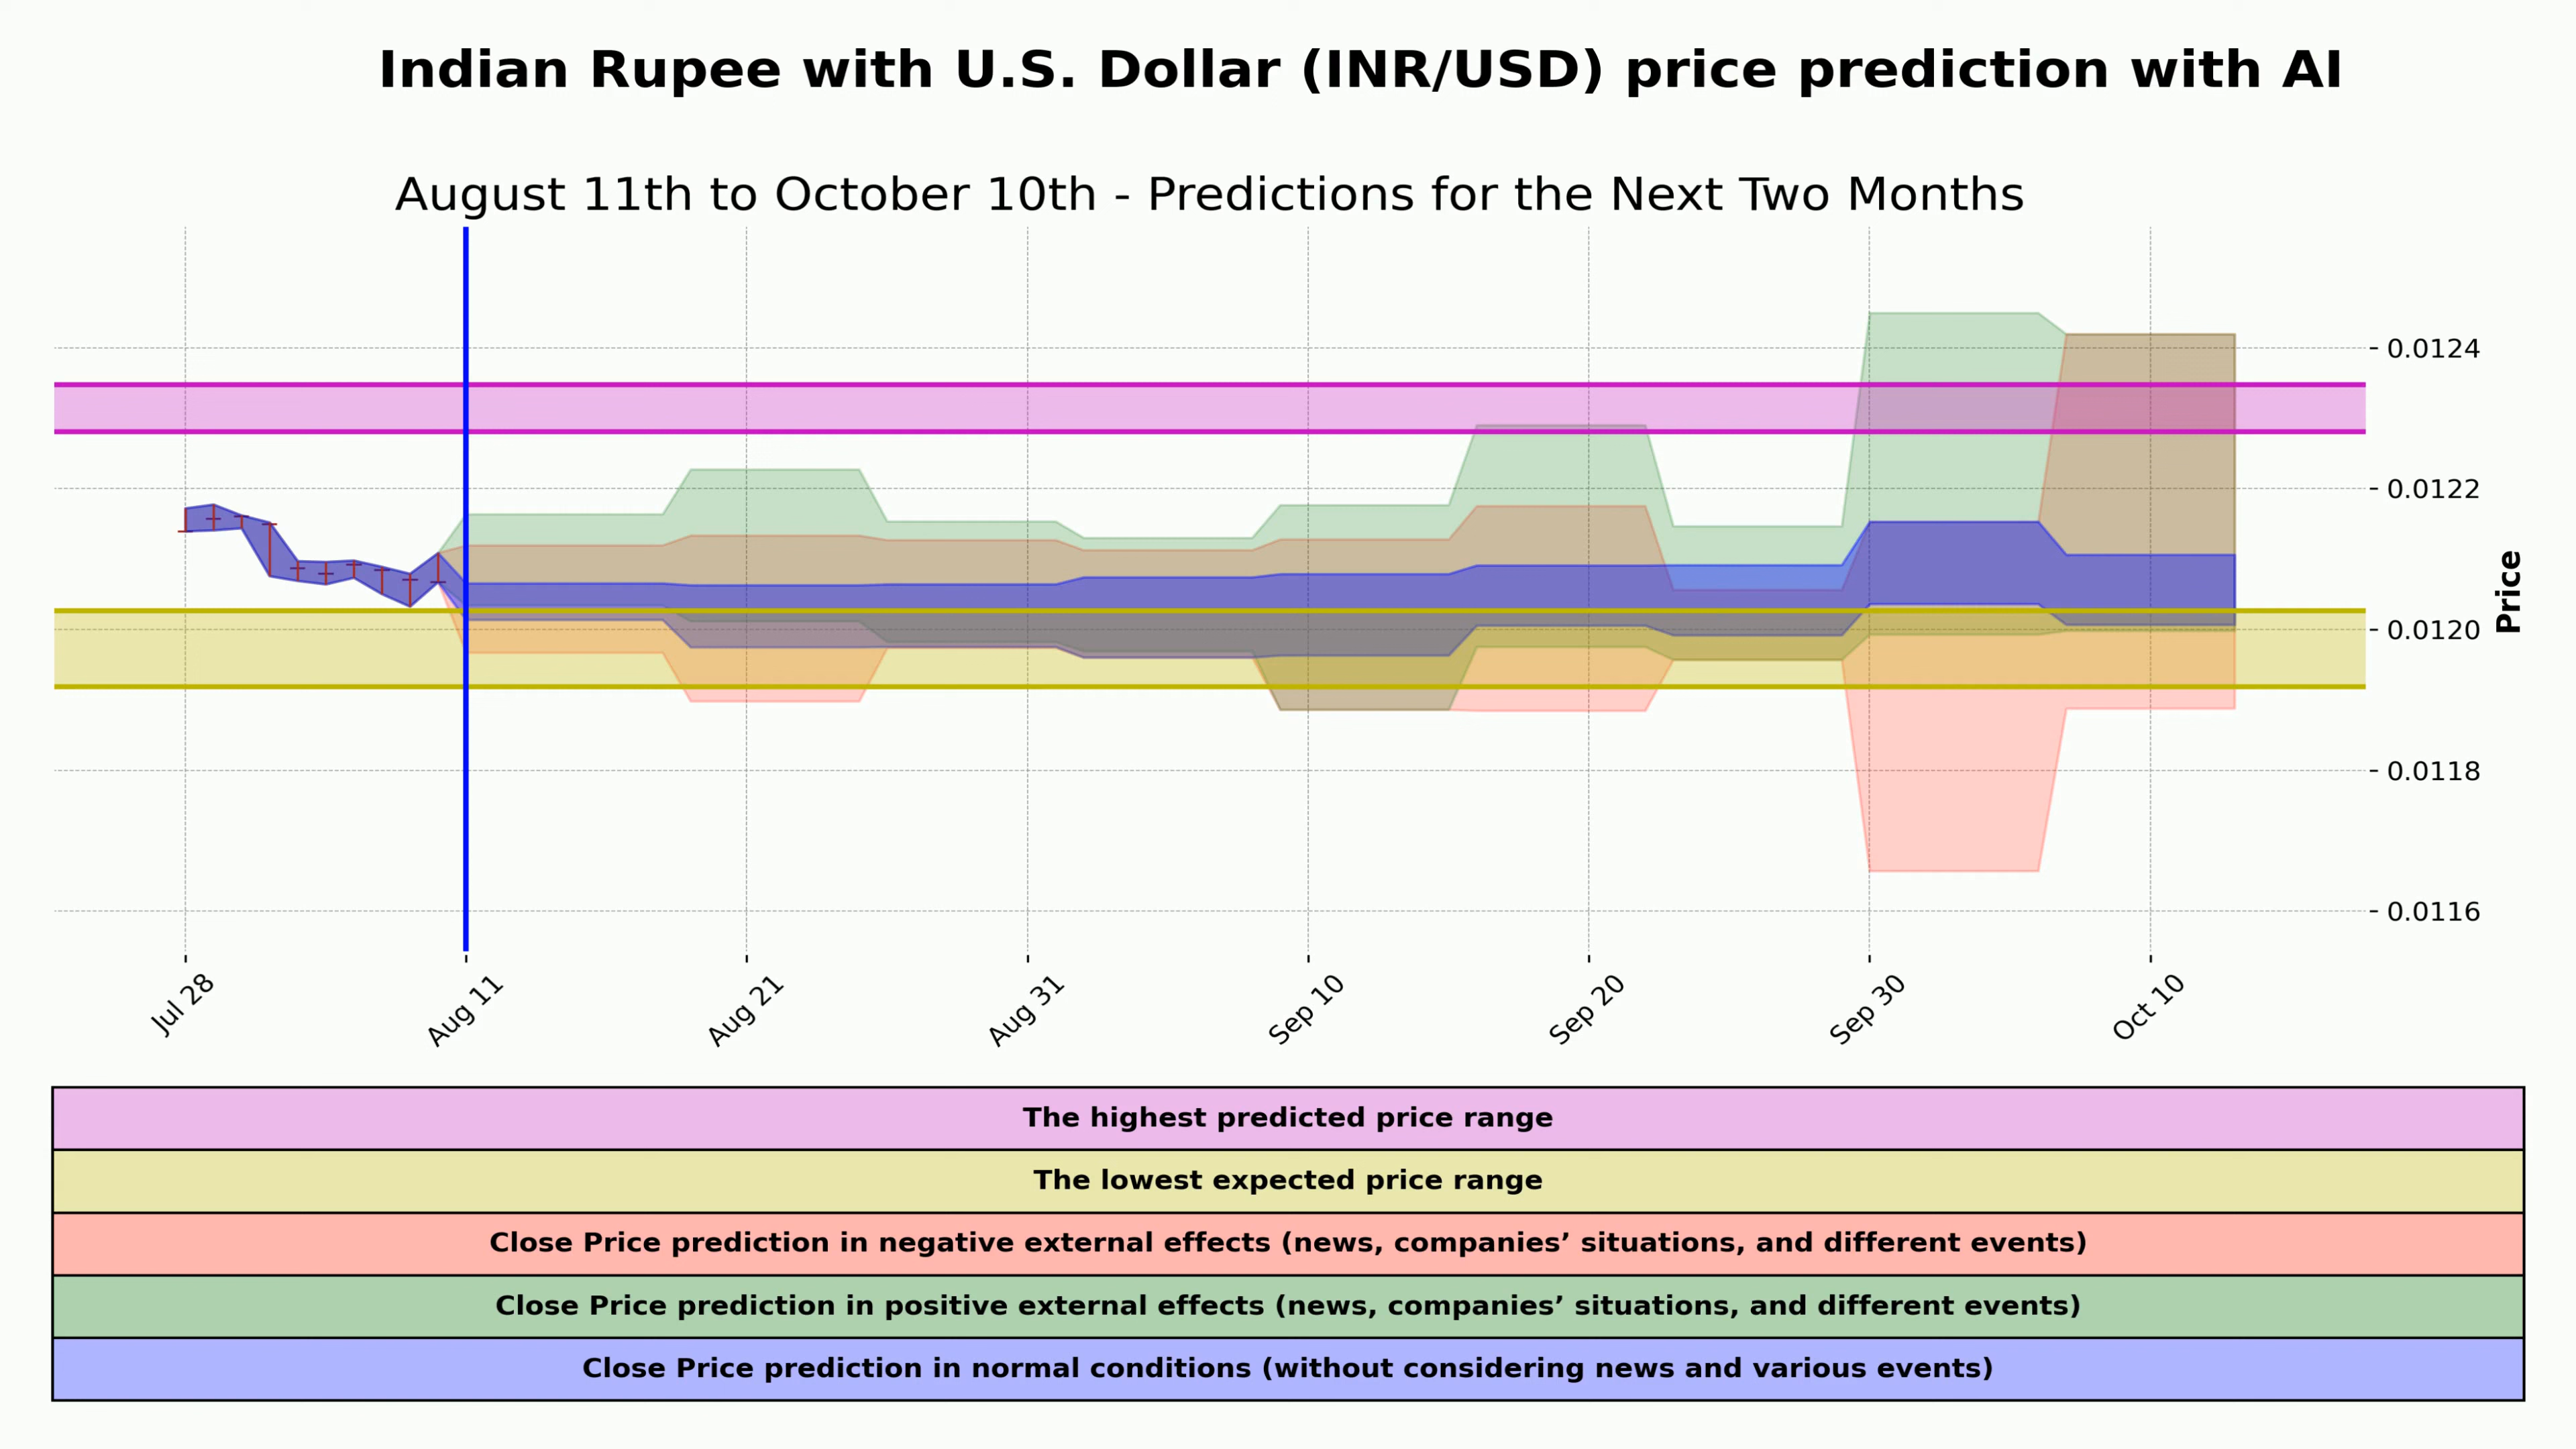 Indian Rupee with U.S. Dollar (INR/USD) price prediction with AI
August 11th to October 10th - Predictions for the Next Two Months
0.0124
0.0122
0.0120
0.0118
0.0116
Price
Jul 28
Aug 11
Aug 21
Aug 31
Sep 10
Sep 20
Sep 30
Oct 10
The highest predicted price range
The lowest expected price range
Close Price prediction in negative external effects (news, companies’ situations, and different events)
Close Price prediction in positive external effects (news, companies’ situations, and different events)
Close Price prediction in normal conditions (without considering news and various events)